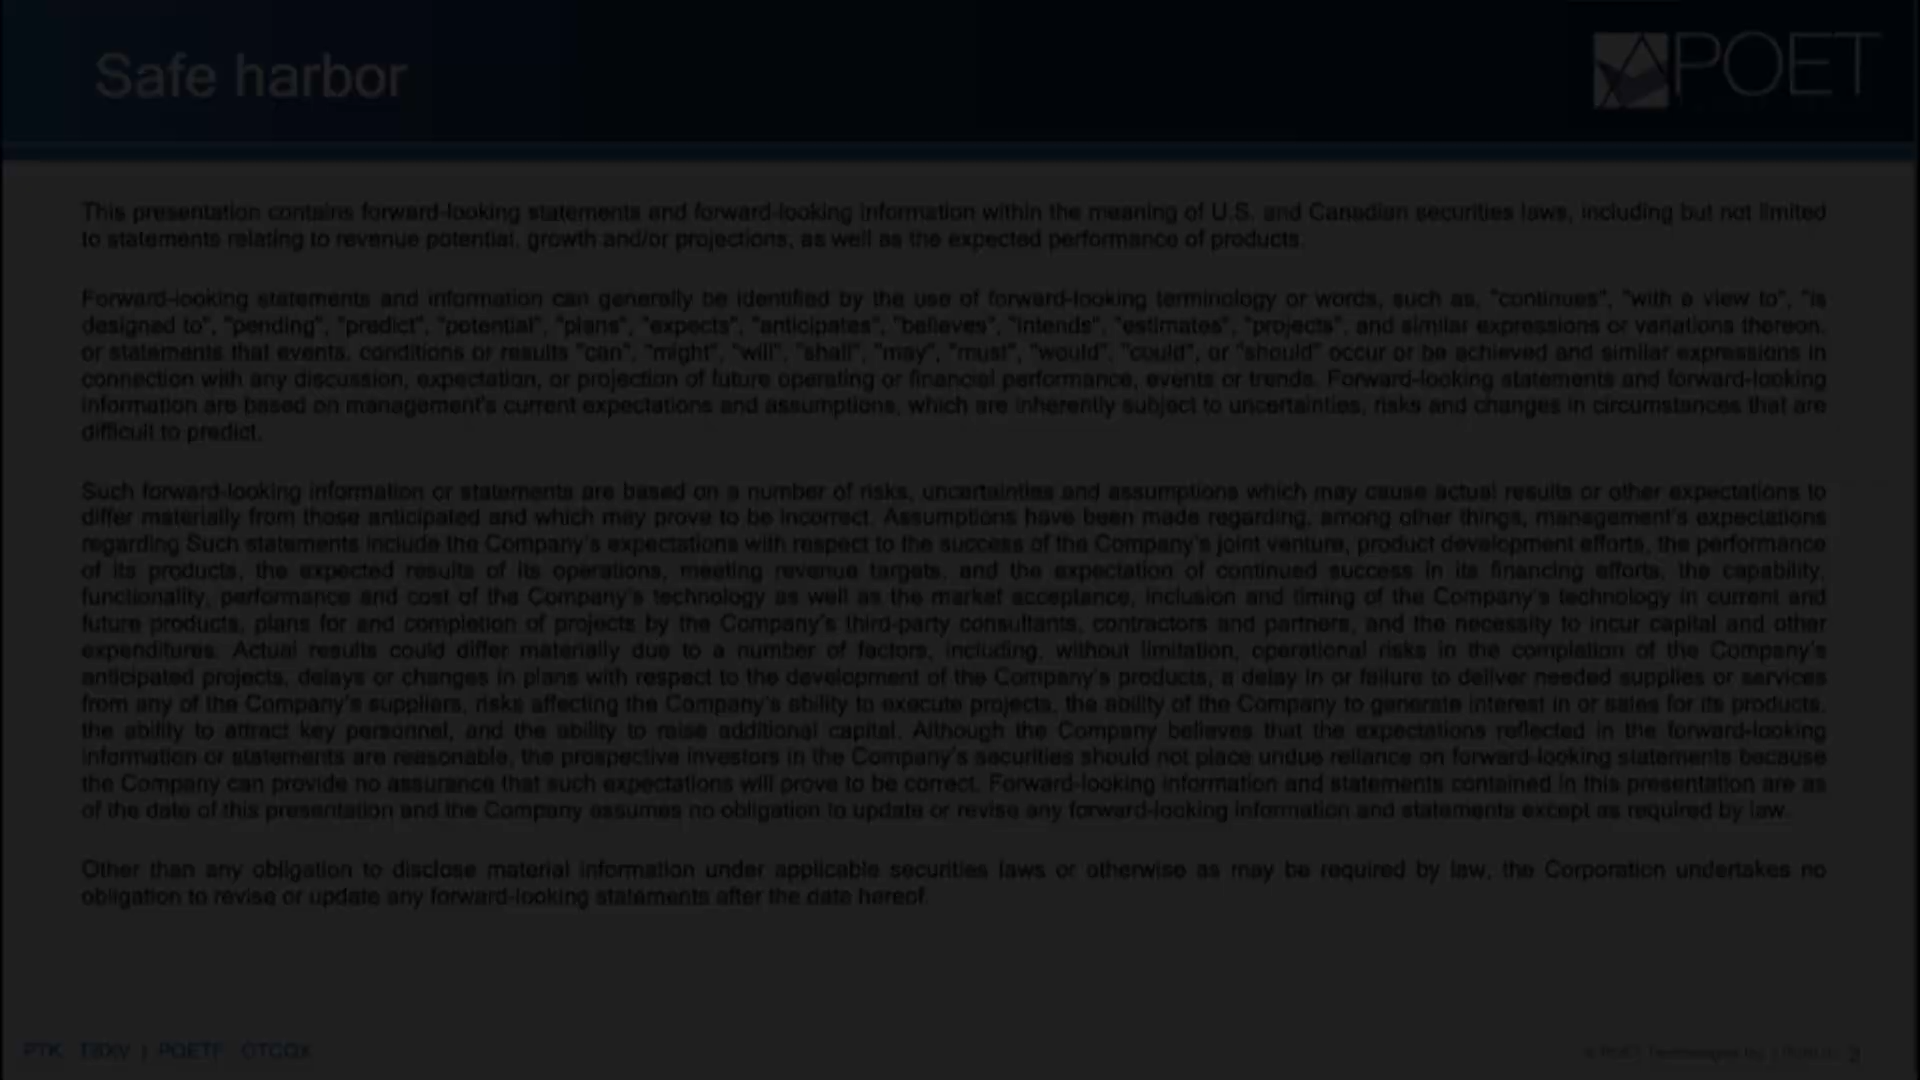 Safe harbor
POET
This presentation contains forward-looking statements and forward-looking information within the meaning of U.S. and Canadian securities laws, including but not limited
to statements relating to revenue potential, growth and/or projections, as well as the expected performance of products.
Forward-looking statements and information can generally be identified by the use of forward-looking terminology or words, such as, "continues", "with a view to", "is
designed to", "pending", "predict", "potential", "plans", "expects", "anticipates", "believes", "intends", "estimates", "projects", and similar expressions or variations thereon,
or statements that events, conditions or results "can", "might", "will", "shall", "may", "must", "would", "could", or "should" occur or be achieved and similar expressions in
connection with any discussion, expectation, or projection of future operating or financial performance, events or trends. Forward-looking statements and forward-looking
information are based on management's current expectations and assumptions, which are inherently subject to uncertainties, risks and changes in circumstances that are
difficult to predict.
Such forward-looking information or statements are based on a number of risks, uncertainties and assumptions which may cause actual results or other expectations to
differ materially from those anticipated and which may prove to be incorrect. Assumptions have been made regarding, among other things, management's expectations
regarding Such statements include the Company's expectations with respect to the success of the Company's joint venture, product development efforts, the performance
of its products, the expected results of its operations, meeting revenue targets, and the expectation of continued success in its financing efforts, the capability,
functionality, performance and cost of the Company's technology as well as the market acceptance, inclusion and timing of the Company's technology in current and
future products, plans for and completion of projects by the Company's third-party consultants, contractors and partners, and the necessity to incur capital and other
expenditures. Actual results could differ materially due to a number of factors, including, without limitation, operational risks in the completion of the Company's
anticipated projects, delays or changes in plans with respect to the development of the Company's products, a delay in or failure to deliver needed supplies or services
from any of the Company's suppliers, risks affecting the Company's ability to execute projects, the ability of the Company to generate interest in or sales for its products,
the ability to attract key personnel, and the ability to raise additional capital. Although the Company believes that the expectations reflected in the forward-looking
information or statements are reasonable, the prospective investors in the Company's securities should not place undue reliance on forward-looking statements because
the Company can provide no assurance that such expectations will prove to be correct. Forward-looking information and statements contained in this presentation are as
of the date of this presentation and the Company assumes no obligation to update or revise any forward-looking information and statements except as required by law.
Other than any obligation to disclose material information under applicable securities laws or otherwise as may be required by law, the Corporation undertakes no
obligation to revise or update any forward-looking statements after the date hereof.
PTK TSXV | POETF OTCQX
© POET Technologies Inc. 2